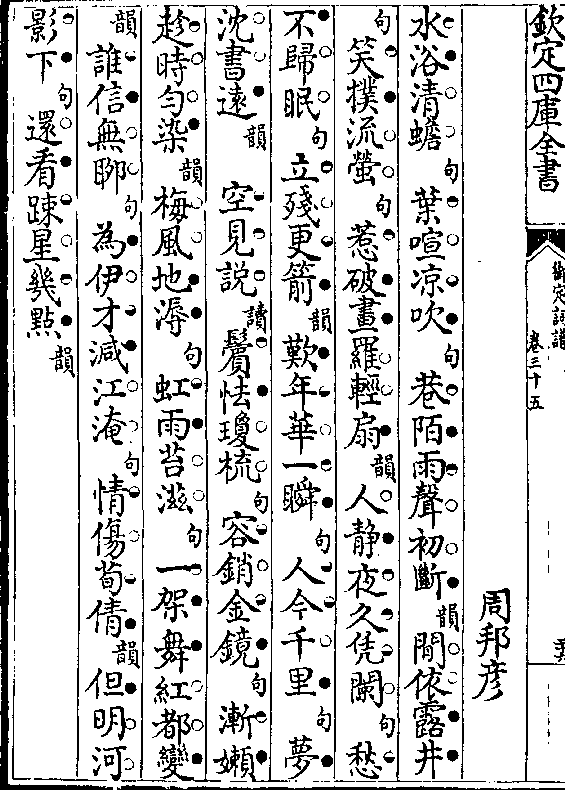 欽定四庫全書
御定詞譜
卷三十五
周邦彦
水浴清蟾句葉喧凉吹句巷陌雨聲初斷韻閒依露井
句笑撲流螢句惹破畫羅輕扇韻人静夜久凭闌句愁
不歸眠句立殘更箭韻歎年華一瞬句人今千里句夢
沈書遠韻空見説讀鬢怯瓊梳句容銷金鏡句漸嬾
趁時勻染韻梅風地溽句虹雨苔滋句一架舞紅都變
韻誰信無聊句為伊才減江淹句情傷荀倩韻但明河
影下句還看踈星幾點韻